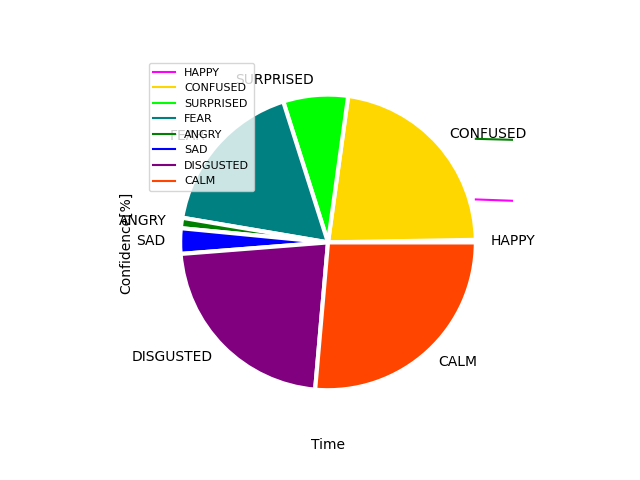 HAPPY
CONFUSED
SURPRISED
FEAR
ANGRY
SAD
DISGUSTED
CALM
SURPRISED
CONFUSED
FEAR
ANGRY
SAD
HAPPY
DISGUSTED
CALM
Confidence[%]
Time